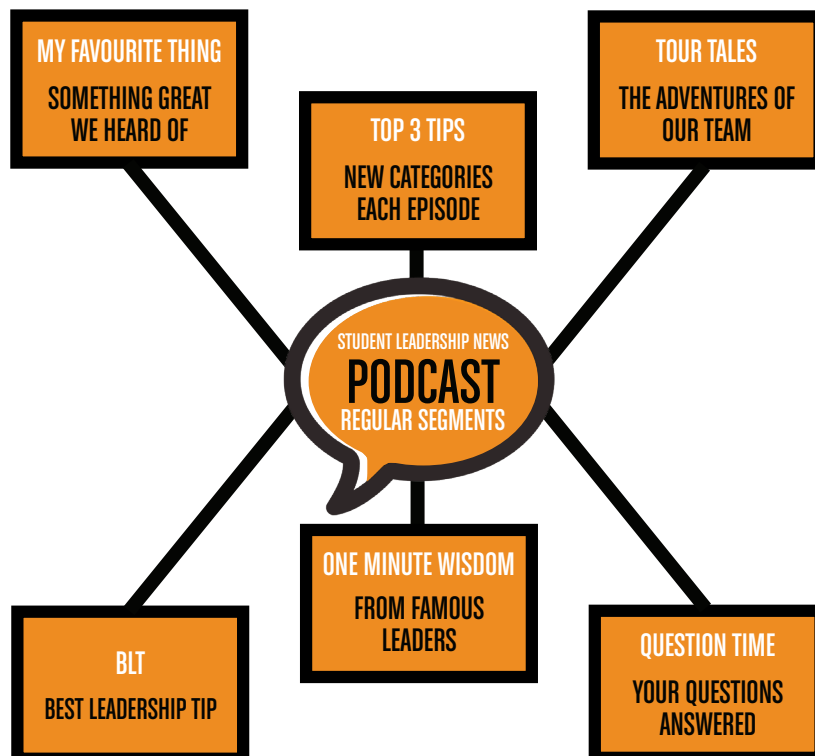 MY FAVOURITE THING
SOMETHING GREAT
WE HEARD OF
TOP 3 TIPS
NEW CATEGORIES
EACH EPISODE
TOUR TALES
THE ADVENTURES OF
OUR TEAM
STUDENT LEADERSHIP NEWS
PODCAST
REGULAR SEGMENTS
BLT
BEST LEADERSHIP TIP
ONE MINUTE WISDOM
FROM FAMOUS
LEADERS
QUESTION TIME
YOUR QUESTIONS
ANSWERED